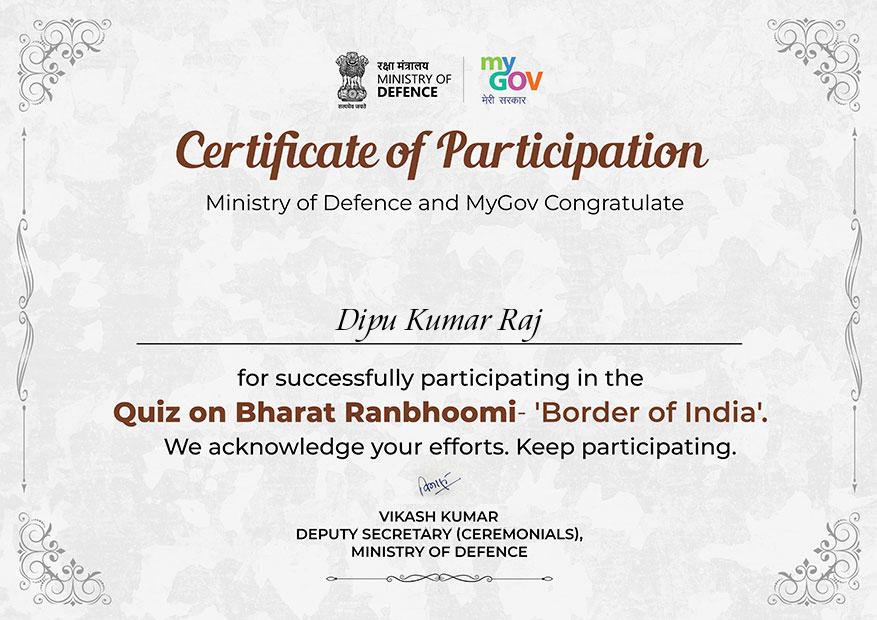 रक्षा मंत्रालय
MINISTRY OF
DEFENCE
सत्यमेव जयते
my
GOV
मेरी सरकार
Certificate of Participation
Ministry of Defence and MyGov Congratulate
Dipu Kumar Raj
for successfully participating in the
Quiz on Bharat Ranbhoomi- 'Border of India'.
We acknowledge your efforts. Keep participating.
VIKASH KUMAR
DEPUTY SECRETARY (CEREMONIALS),
MINISTRY OF DEFENCE